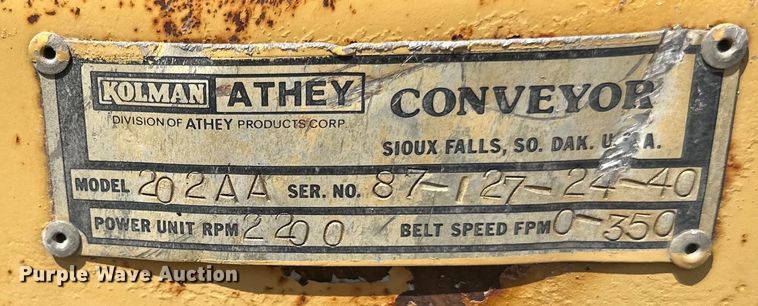 KOLMAN ATHEY CONVEYOR
DIVISION OF ATHEY PRODUCTS CORP
SIOUX FALLS, SO. DAK. U.S.A.
MODEL 202AA SER. NO. 87-127-24-40
POWER UNIT RPM 2200 BELT SPEED FPM 0-350
Purple Wave Auction